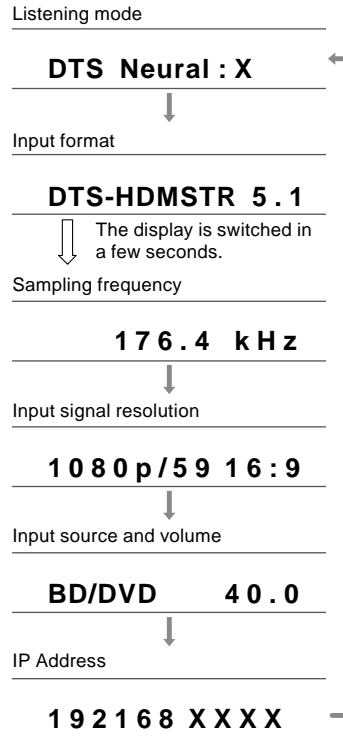 Listening mode
DTS Neural:X
Input format
DTS-HDMSTR 5.1
The display is switched in
a few seconds.
Sampling frequency
176.4 kHz
Input signal resolution
1080p/59 16:9
Input source and volume
BD/DVD 40.0
IP Address
192168XXXX